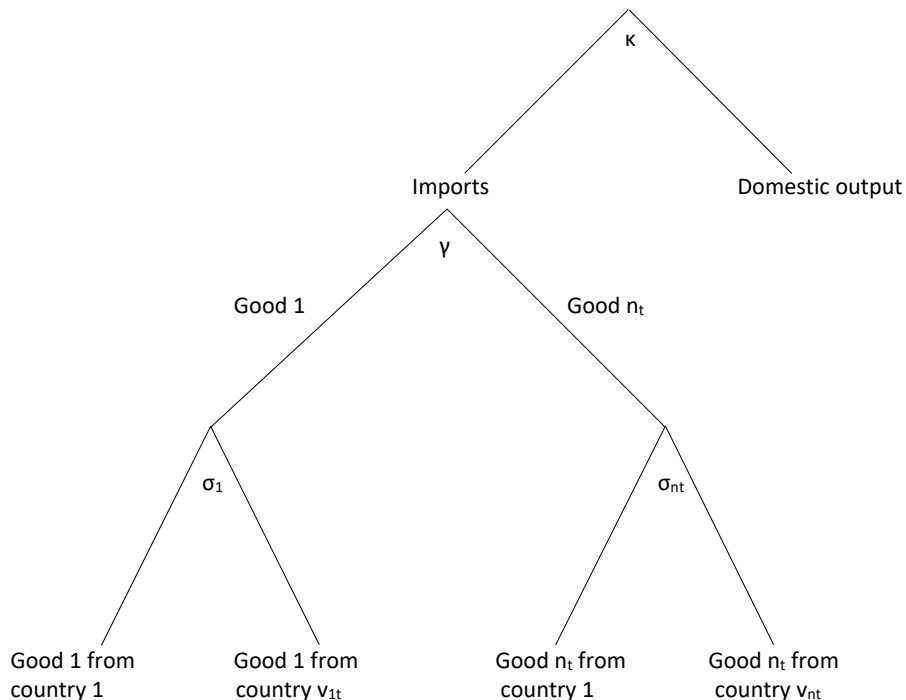 κ
Imports
Domestic output
γ
Good 1
Good nₜ
σ₁
σₙₜ
Good 1 from
country 1
Good 1 from
country v₁ₜ
Good nₜ from
country 1
Good nₜ from
country vₙₜ